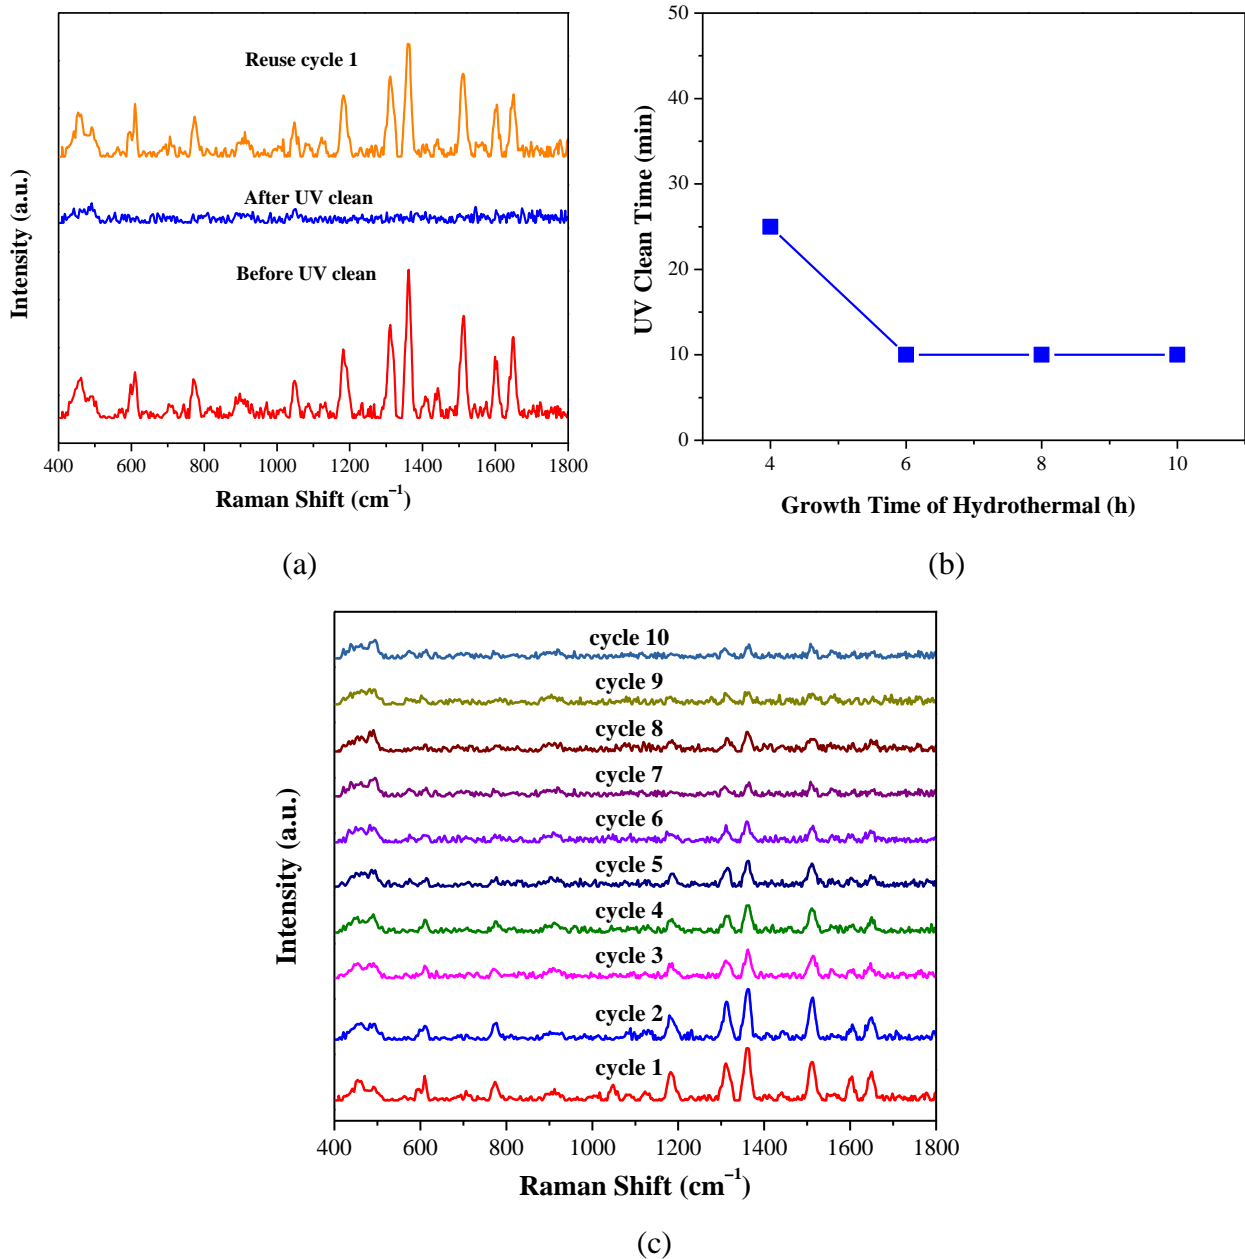 Reuse cycle 1
After UV clean
Before UV clean
Intensity (a.u.)
400 600 800 1000 1200 1400 1600 1800
Raman Shift (cm⁻¹)
(a)
50
40
30
20
10
0
UV Clean Time (min)
4 6 8 10
Growth Time of Hydrothermal (h)
(b)
cycle 10
cycle 9
cycle 8
cycle 7
cycle 6
cycle 5
cycle 4
cycle 3
cycle 2
cycle 1
Intensity (a.u.)
400 600 800 1000 1200 1400 1600 1800
Raman Shift (cm⁻¹)
(c)